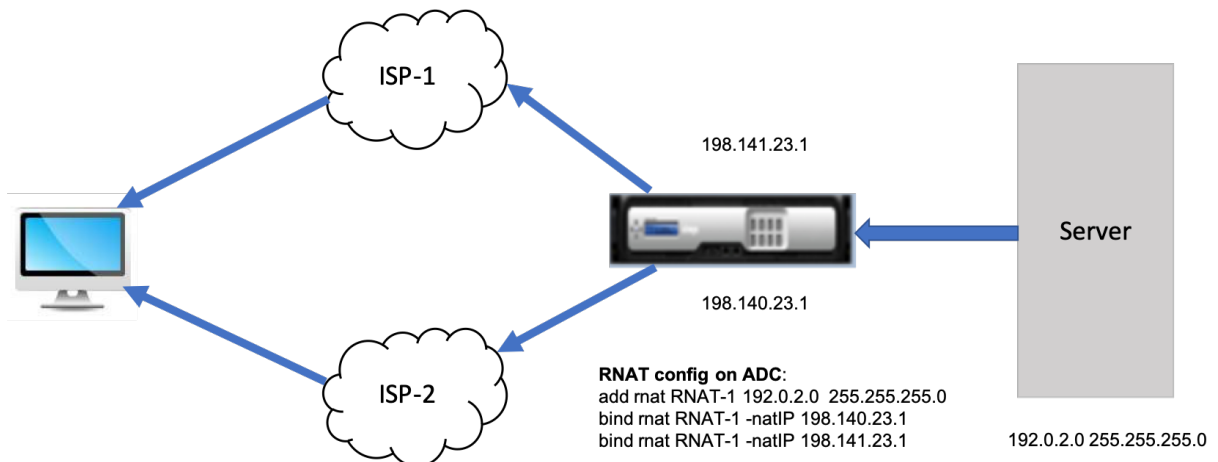 ISP-1
198.141.23.1
Server
198.140.23.1
ISP-2
RNAT config on ADC:
add rnat RNAT-1 192.0.2.0 255.255.255.0
bind rnat RNAT-1 -natIP 198.140.23.1
bind rnat RNAT-1 -natIP 198.141.23.1
192.0.2.0 255.255.255.0